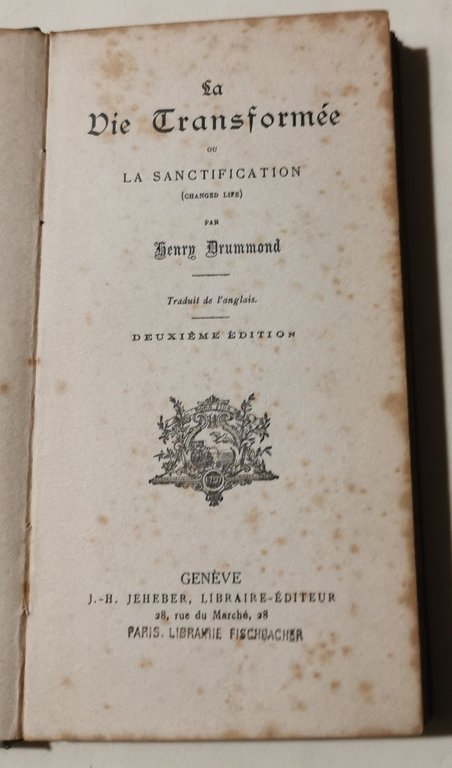 La
Vie Transformée
OU
LA SANCTIFICATION
(CHANGED LIFE)
PAR
Henry Drummond
Traduit de l'anglais.
DEUXIÈME ÉDITION
GENÈVE
J.-H. JEHEBER, LIBRAIRE-ÉDITEUR
28, rue du Marché, 28
PARIS. LIBRAIRIE FISCHBACHER